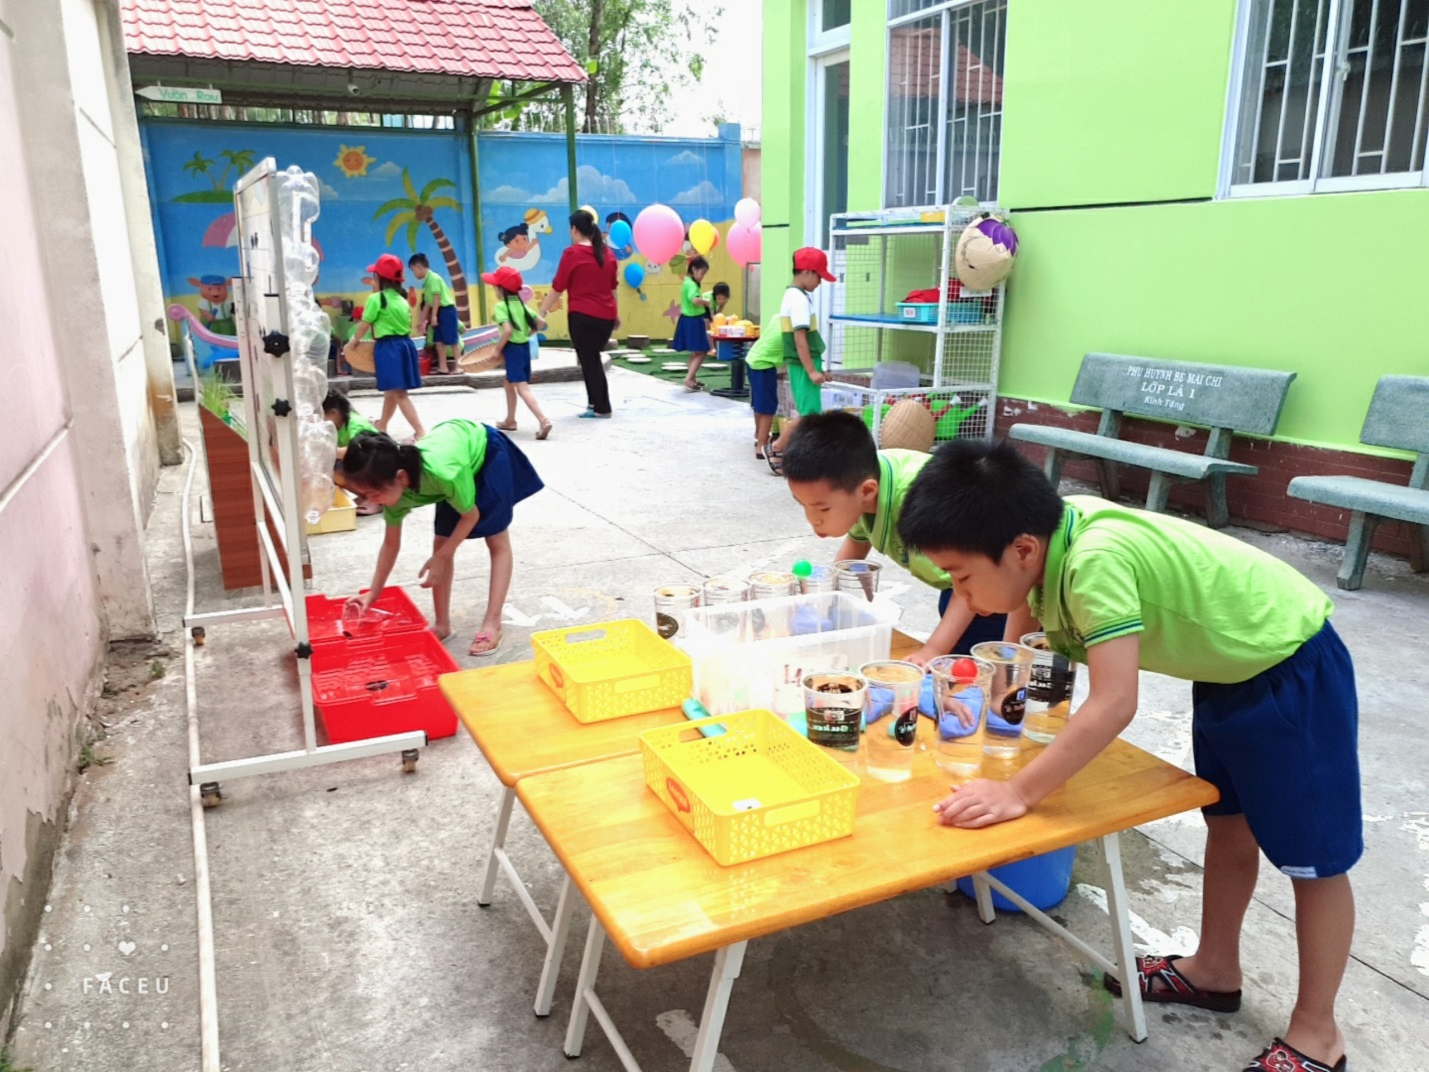 Vườn Rau
PHỤ HUYNH BÉ MAI CHI
LỚP LÁ 1
Kính Tặng
FACEU